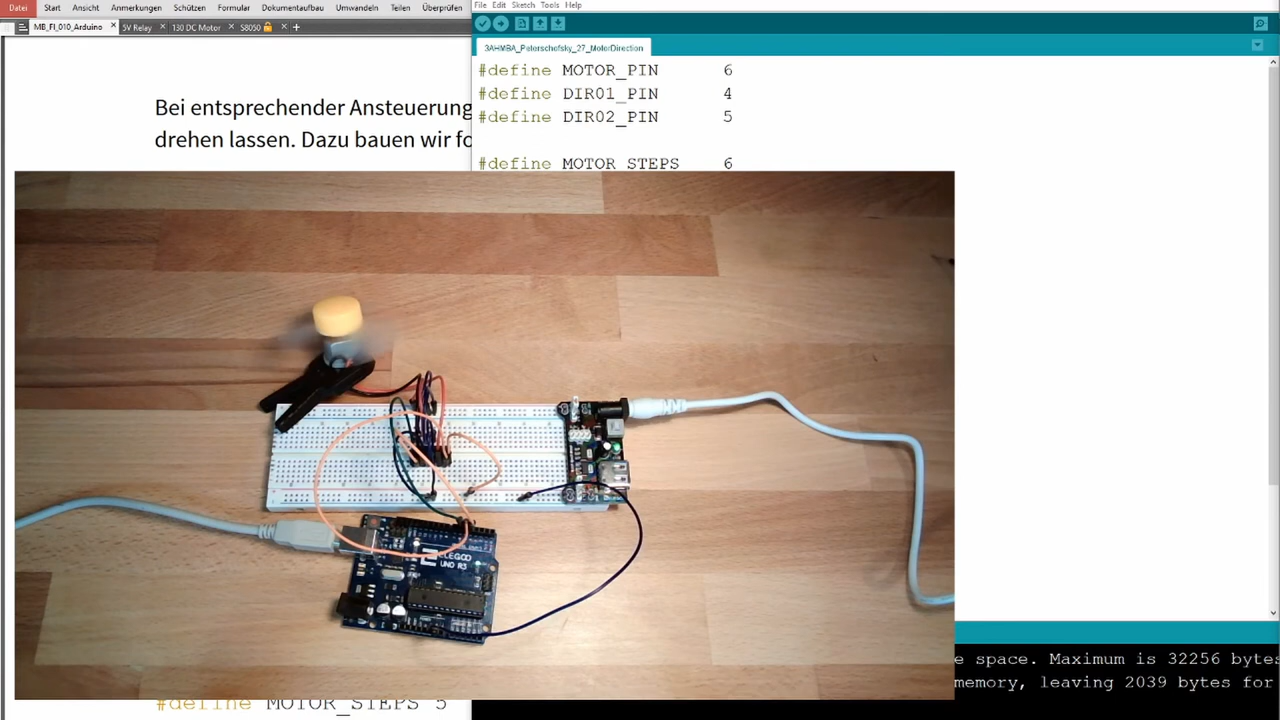 Datei Start Ansicht Anmerkungen Schützen Formular Dokumentaufbau Umwandeln Teilen Überprüfen
MB_FI_010_Arduino 5V Relay 130 DC Motor S8050
Bei entsprechender Ansteuerung
drehen lassen. Dazu bauen wir fo
File Edit Sketch Tools Help
3AHMBA_Peterschofsky_27_MotorDirection
#define MOTOR_PIN 6
#define DIR01_PIN 4
#define DIR02_PIN 5
#define MOTOR STEPS 6
ELEGOO
UNO R3
e space. Maximum is 32256 bytes
memory, leaving 2039 bytes for
#define MOTOR_STEPS 5